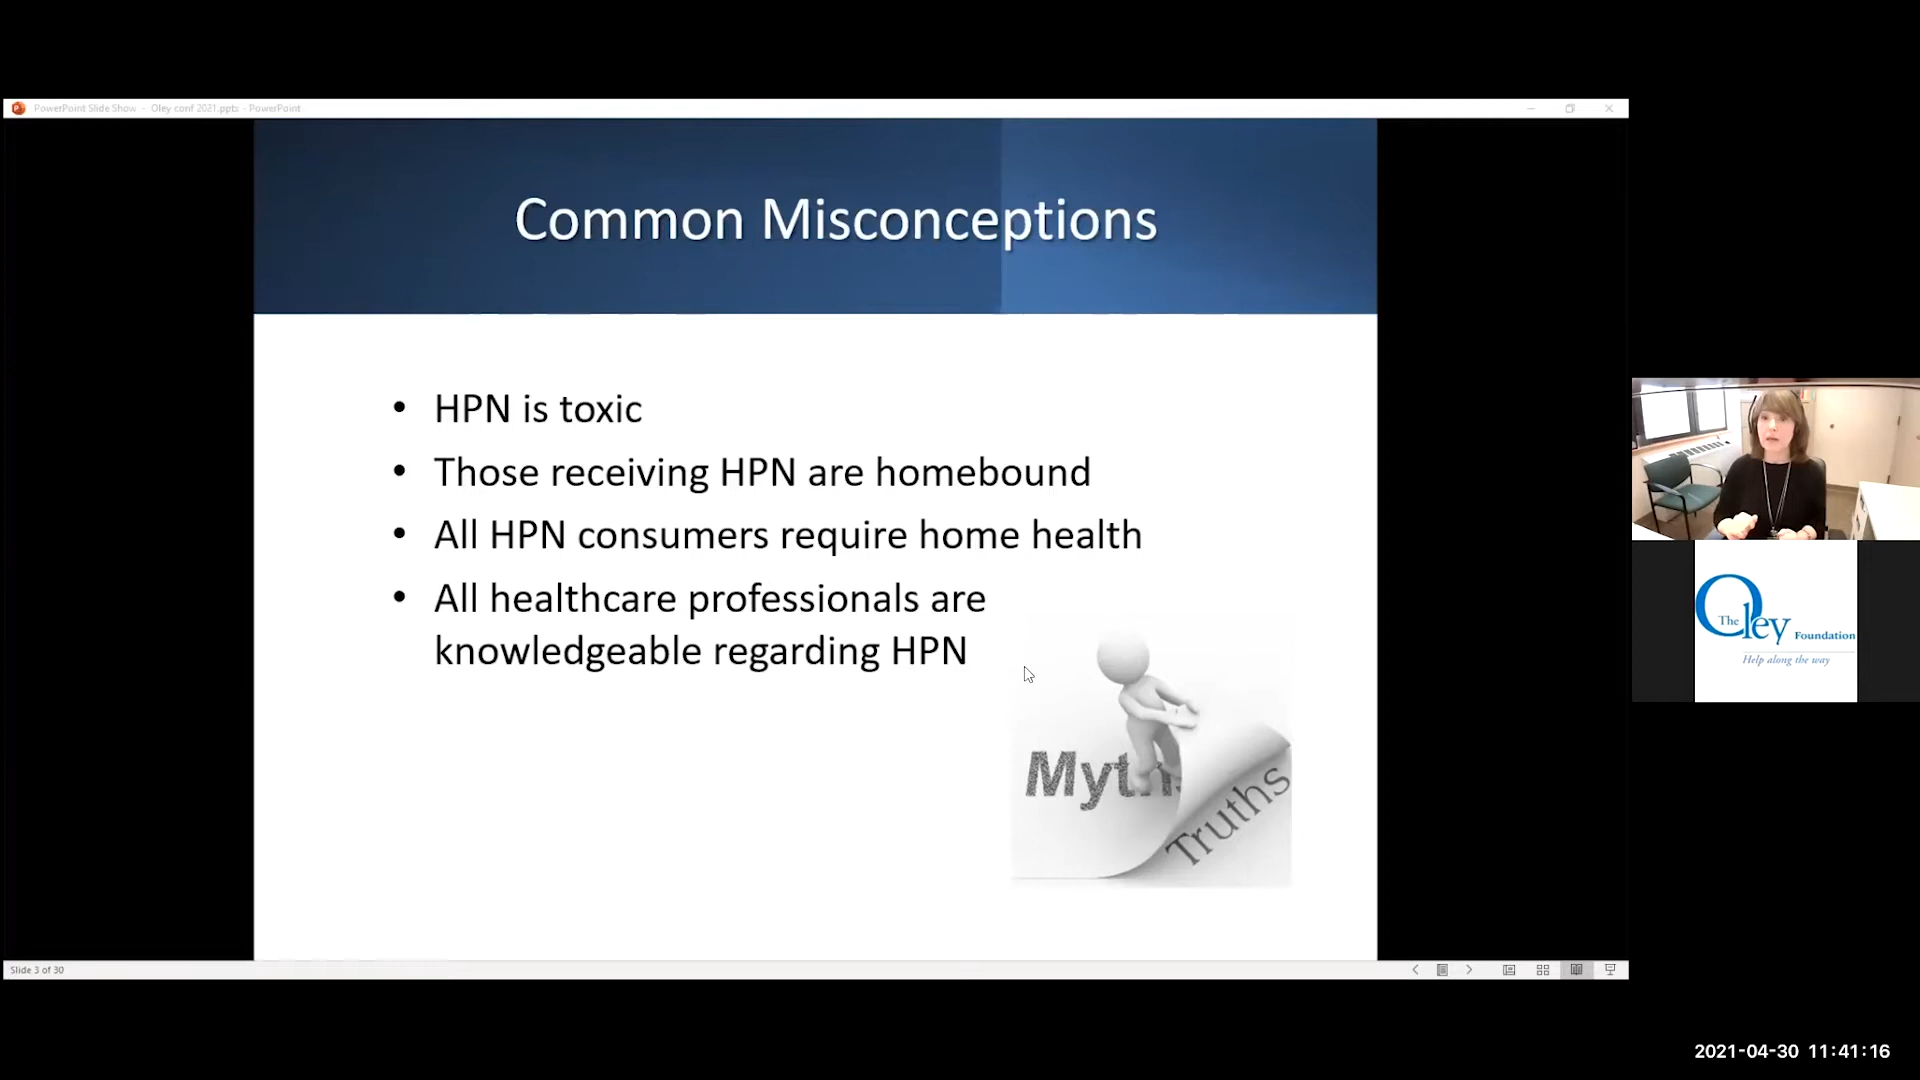 PowerPoint Slide Show - Oley conf 2021.pptx - PowerPoint
Common Misconceptions
• HPN is toxic
• Those receiving HPN are homebound
• All HPN consumers require home health
• All healthcare professionals are
knowledgeable regarding HPN
Myths
Truths
The Oley Foundation
Help along the way
Slide 3 of 30
2021-04-30 11:41:16